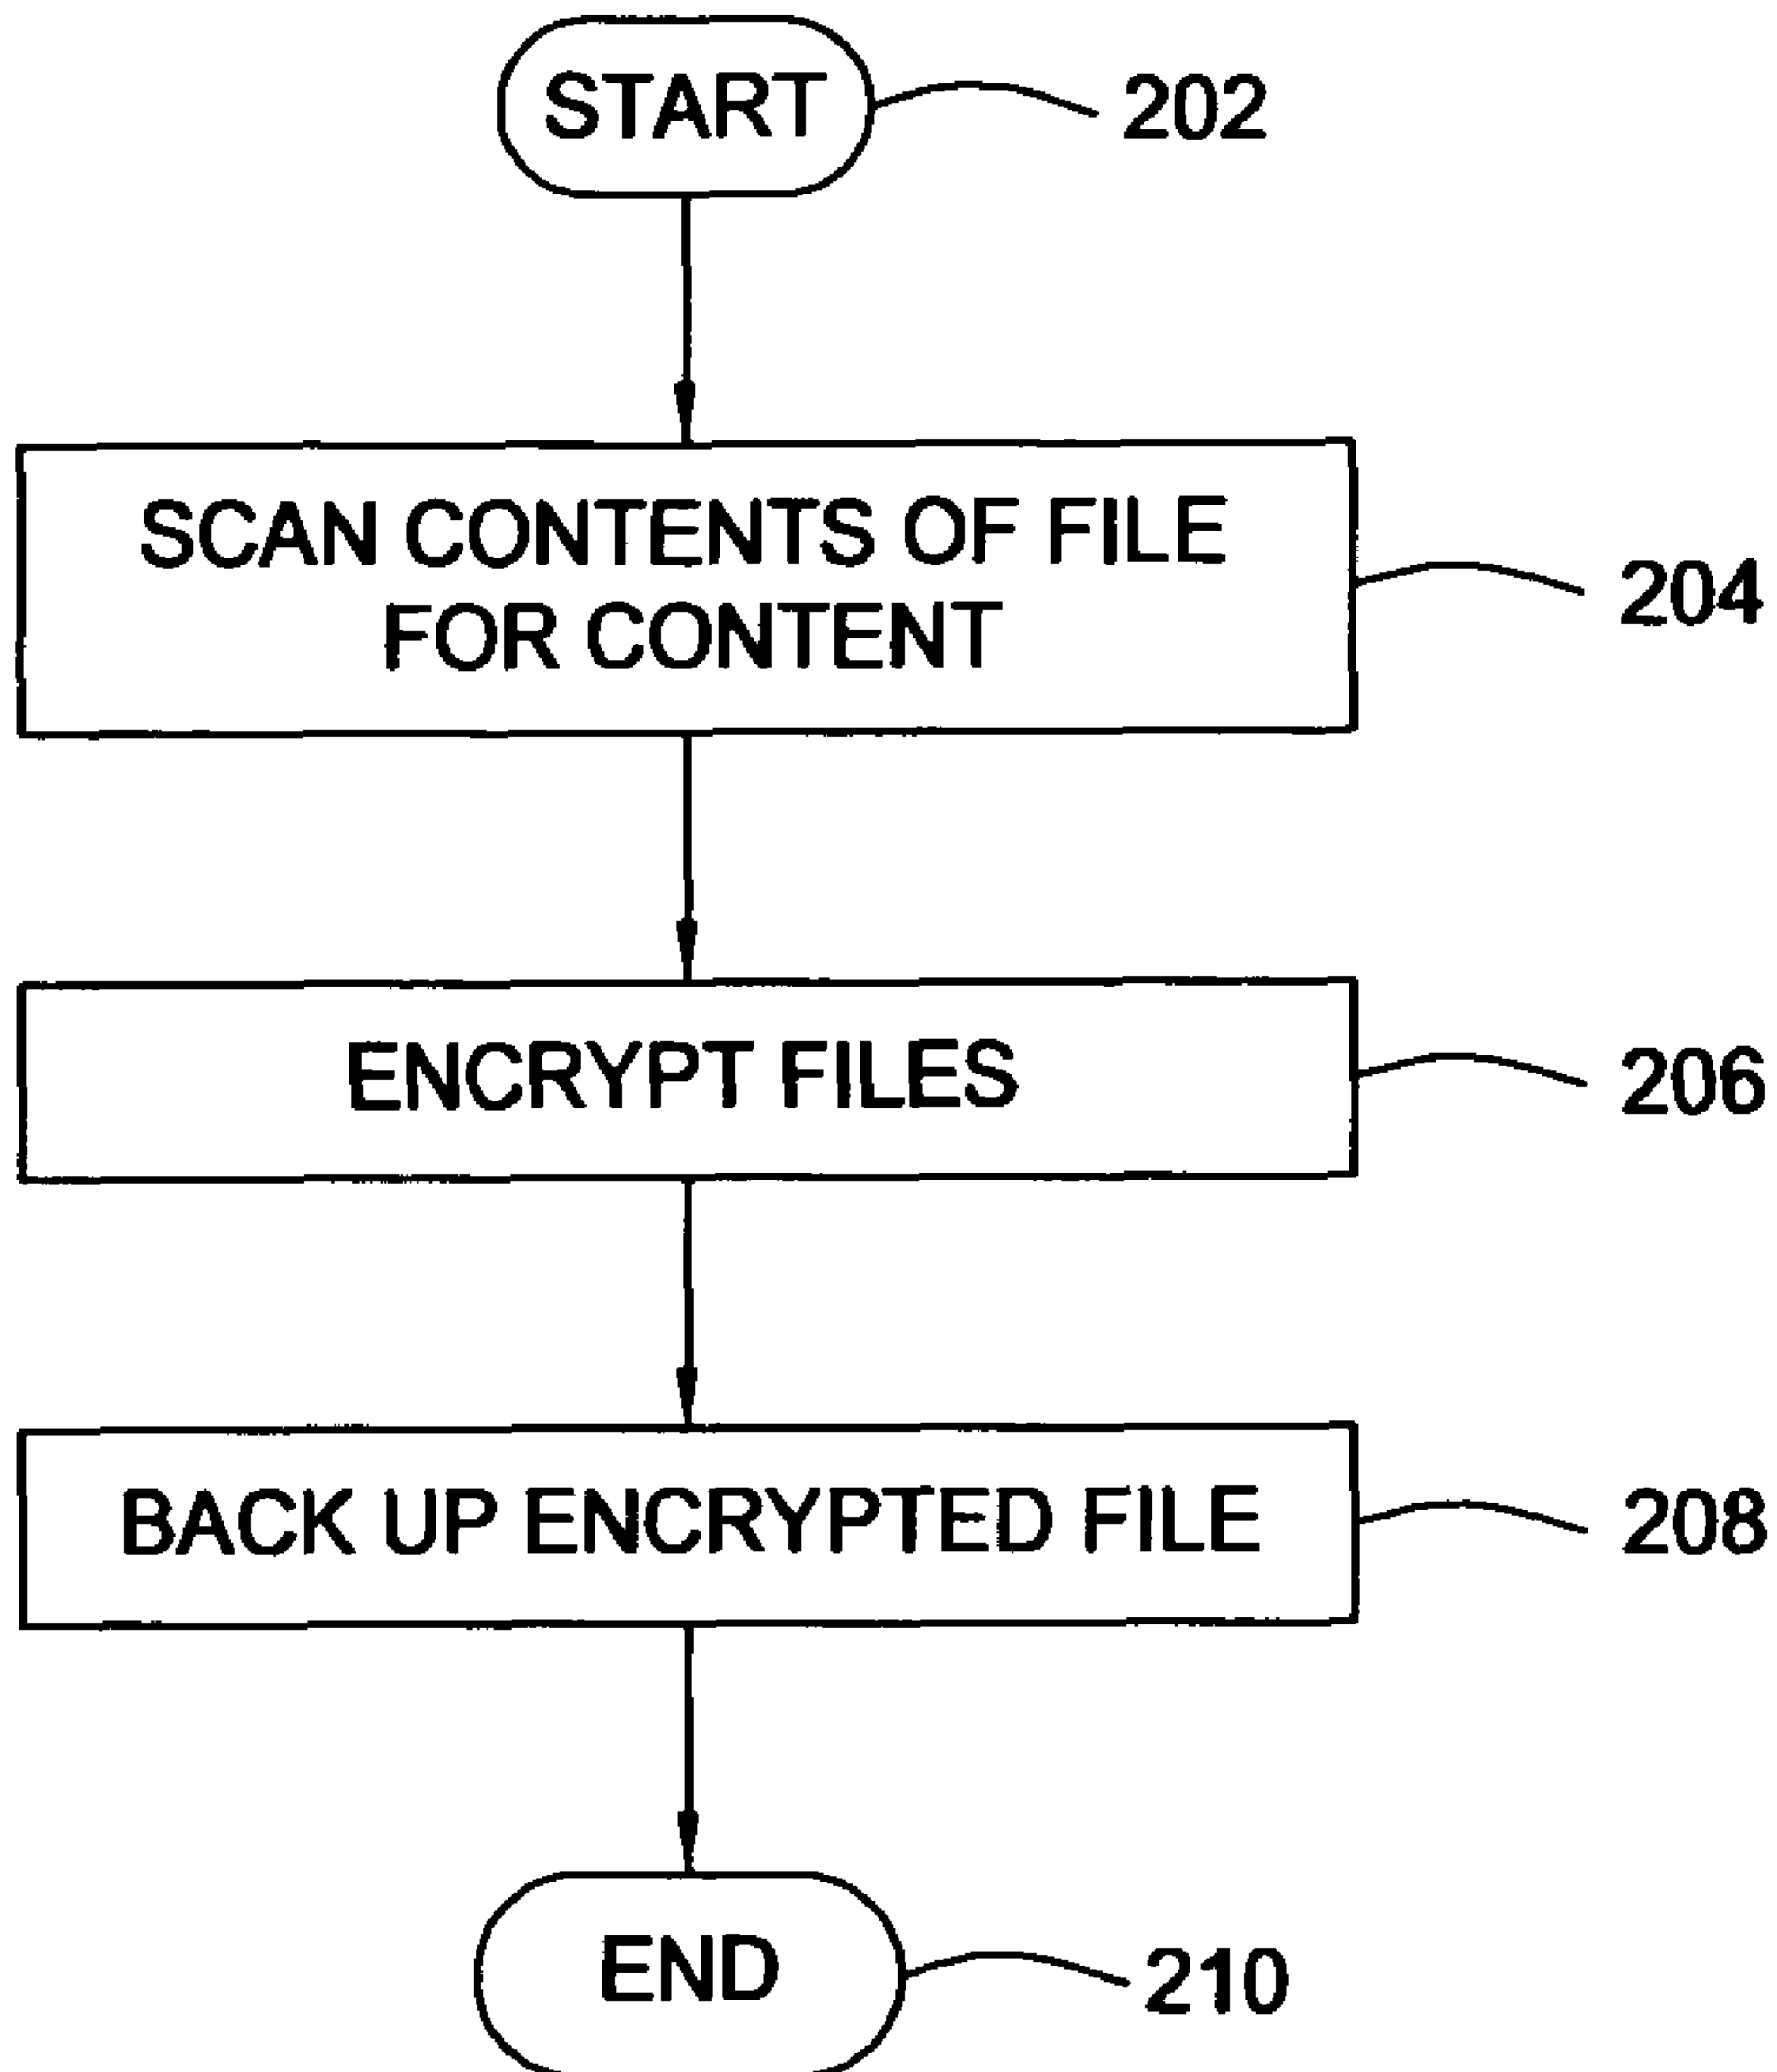 START
202
SCAN CONTENTS OF FILE
FOR CONTENT
204
ENCRYPT FILES
206
BACK UP ENCRYPTED FILE
208
END
210